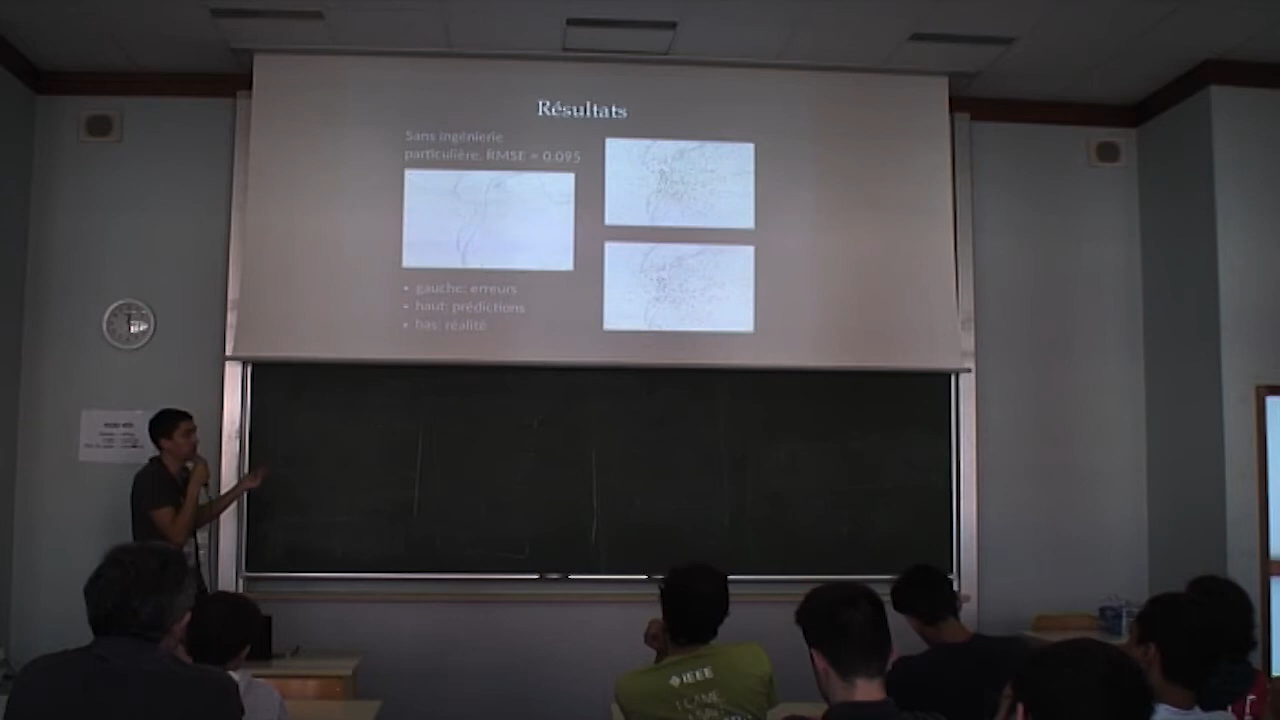 Résultats
Sans ingénierie
particulière. RMSE = 0.095
• gauche: erreurs
• haut: prédictions
• bas: réalité
IEEE